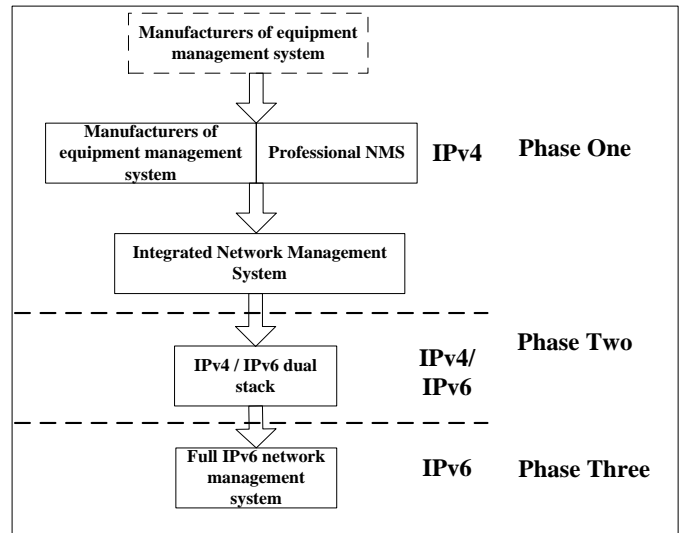 Manufacturers of equipment
management system
Manufacturers of
equipment management
system
Professional NMS
IPv4
Phase One
Integrated Network Management
System
Phase Two
IPv4 / IPv6 dual
stack
IPv4/
IPv6
Full IPv6 network
management
system
IPv6
Phase Three